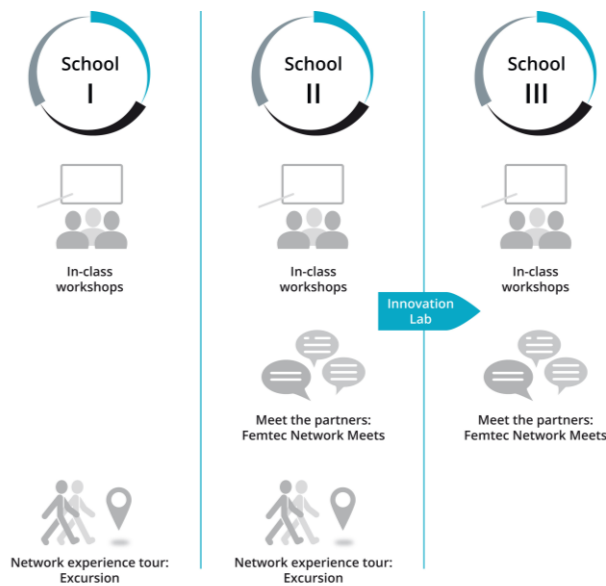 School
I
In-class
workshops
Network experience tour:
Excursion
School
II
In-class
workshops
Meet the partners:
Femtec Network Meets
Network experience tour:
Excursion
Innovation
Lab
School
III
In-class
workshops
Meet the partners:
Femtec Network Meets